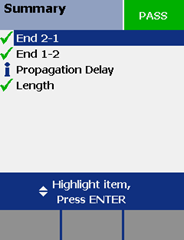 Summary
PASS
End 2-1
End 1-2
Propagation Delay
Length
Highlight item,
Press ENTER